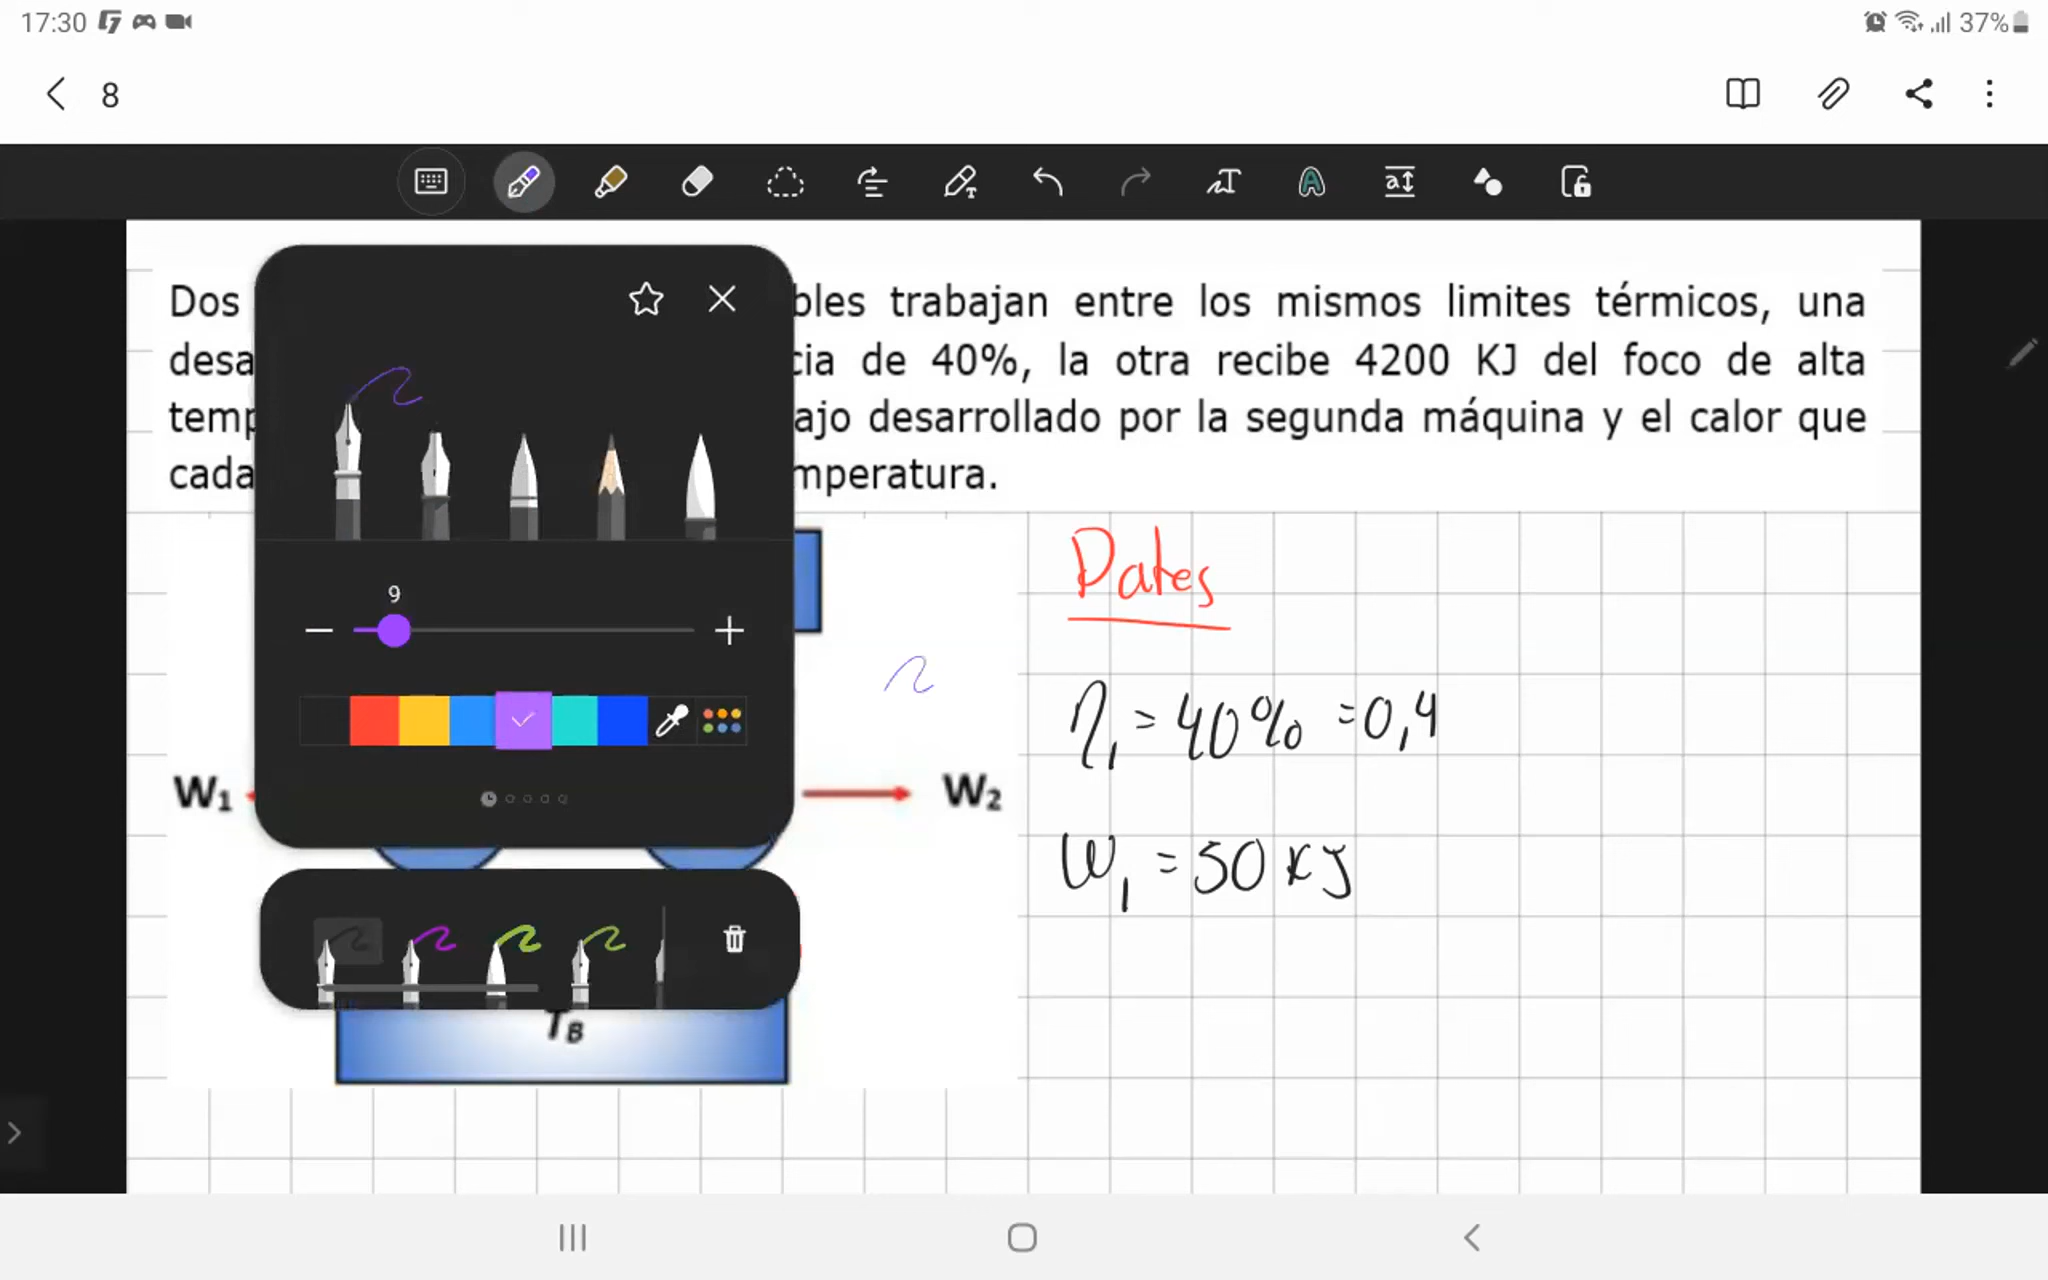 17:30
37%
8
Dos bles trabajan entre los mismos limites térmicos, una
desa cia de 40%, la otra recibe 4200 KJ del foco de alta
temp ajo desarrollado por la segunda máquina y el calor que
cada mperatura.
Datos
η₁ = 40% = 0,4
9
W₁
W₂
W₁ = 50 KJ
T_B